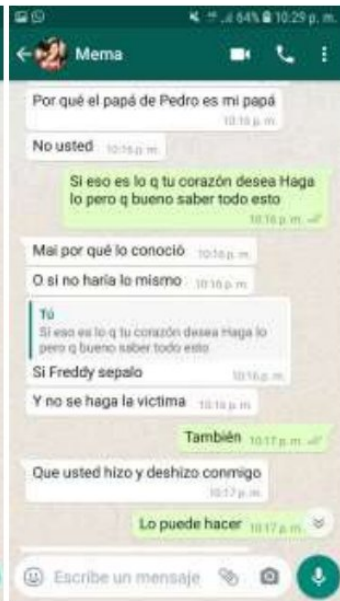 64% 10:29 p. m.
Mema
Por qué el papá de Pedro es mi papá
10:16 p. m.
No usted 10:16 p. m.
Si eso es lo q tu corazón desea Haga
lo pero q bueno saber todo esto
10:16 p. m.
Mai por qué lo conoció 10:16 p. m.
O si no haría lo mismo 10:16 p. m.
Tú
Si eso es lo q tu corazón desea Haga lo
pero q bueno saber todo esto
Si Freddy sepalo 10:16 p. m.
Y no se haga la victima 10:16 p. m.
También 10:17 p. m.
Que usted hizo y deshizo conmigo
10:17 p. m.
Lo puede hacer 10:17 p. m.
Escribe un mensaje